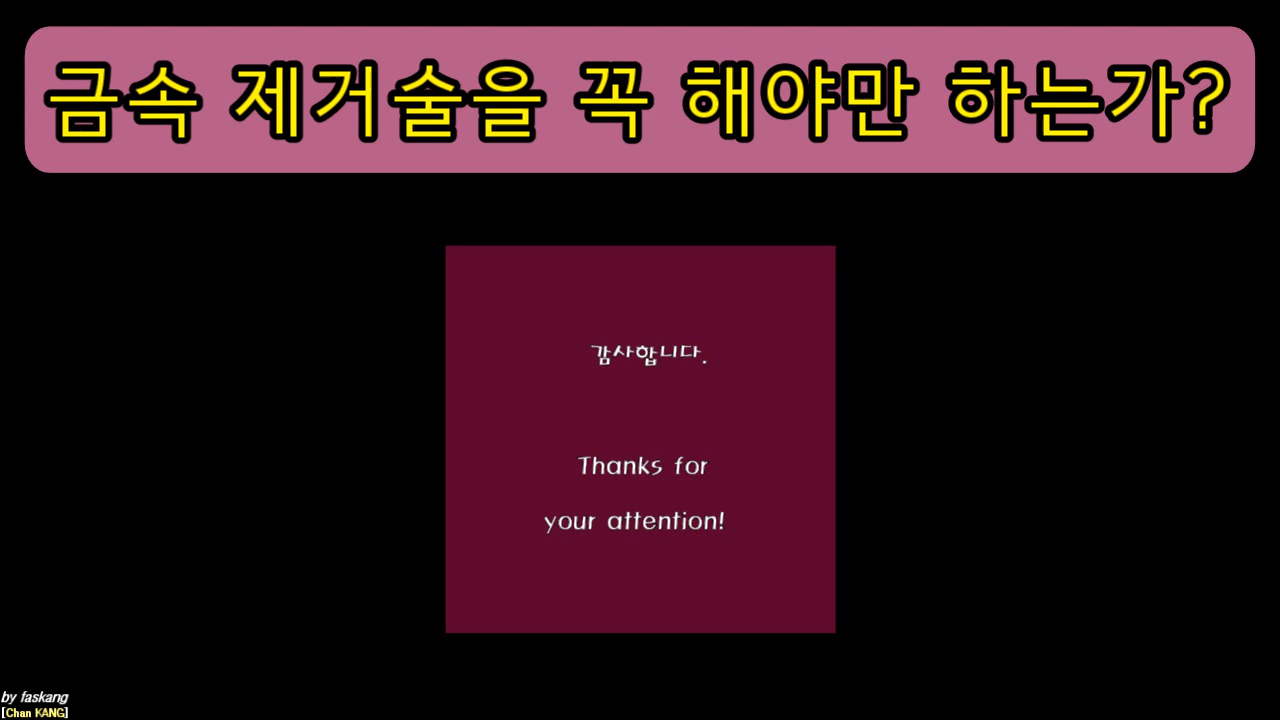 금속 제거술을 꼭 해야만 하는가?
감사합니다.
Thanks for
your attention!
by faskang
[Chan KANG]